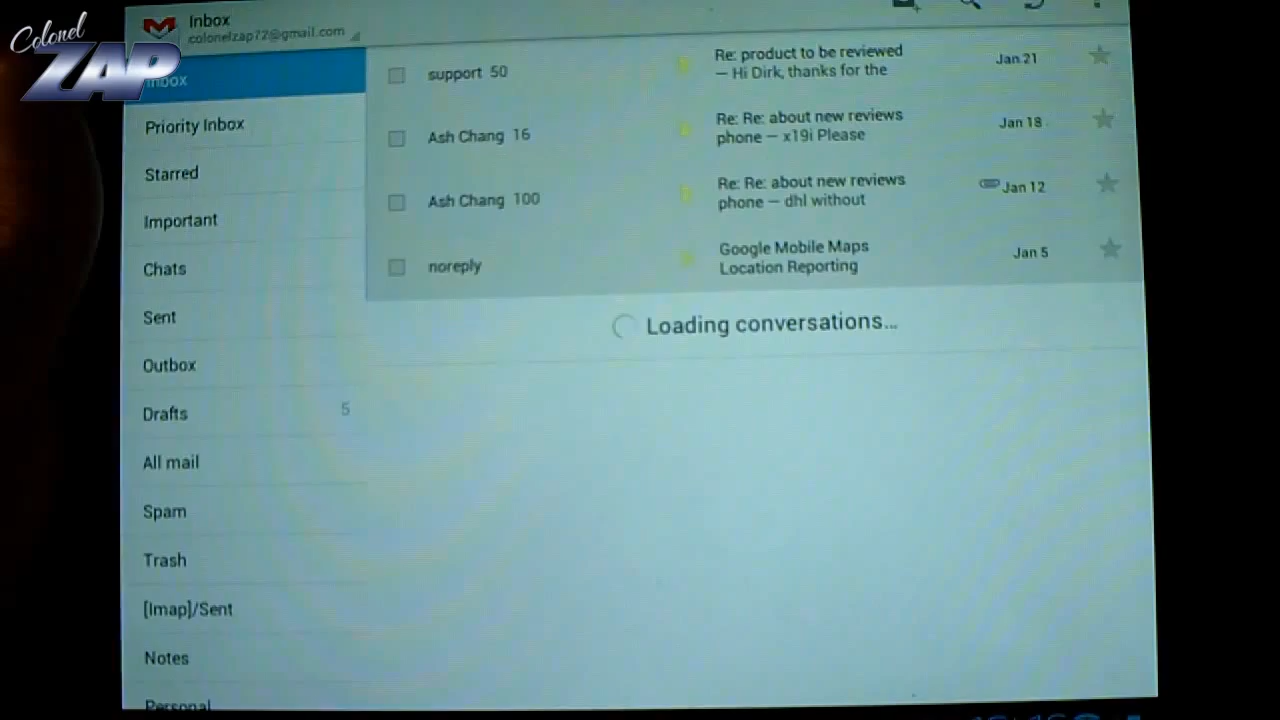 Colonel
ZAP
Inbox
colonelzap72@gmail.com
Inbox
Priority Inbox
Starred
Important
Chats
Sent
Outbox
Drafts 5
All mail
Spam
Trash
[Imap]/Sent
Notes
Personal
support 50
Re: product to be reviewed
— Hi Dirk, thanks for the
Jan 21
Ash Chang 16
Re: Re: about new reviews
phone — x19i Please
Jan 18
Ash Chang 100
Re: Re: about new reviews
phone — dhl without
Jan 12
noreply
Google Mobile Maps
Location Reporting
Jan 5
Loading conversations...